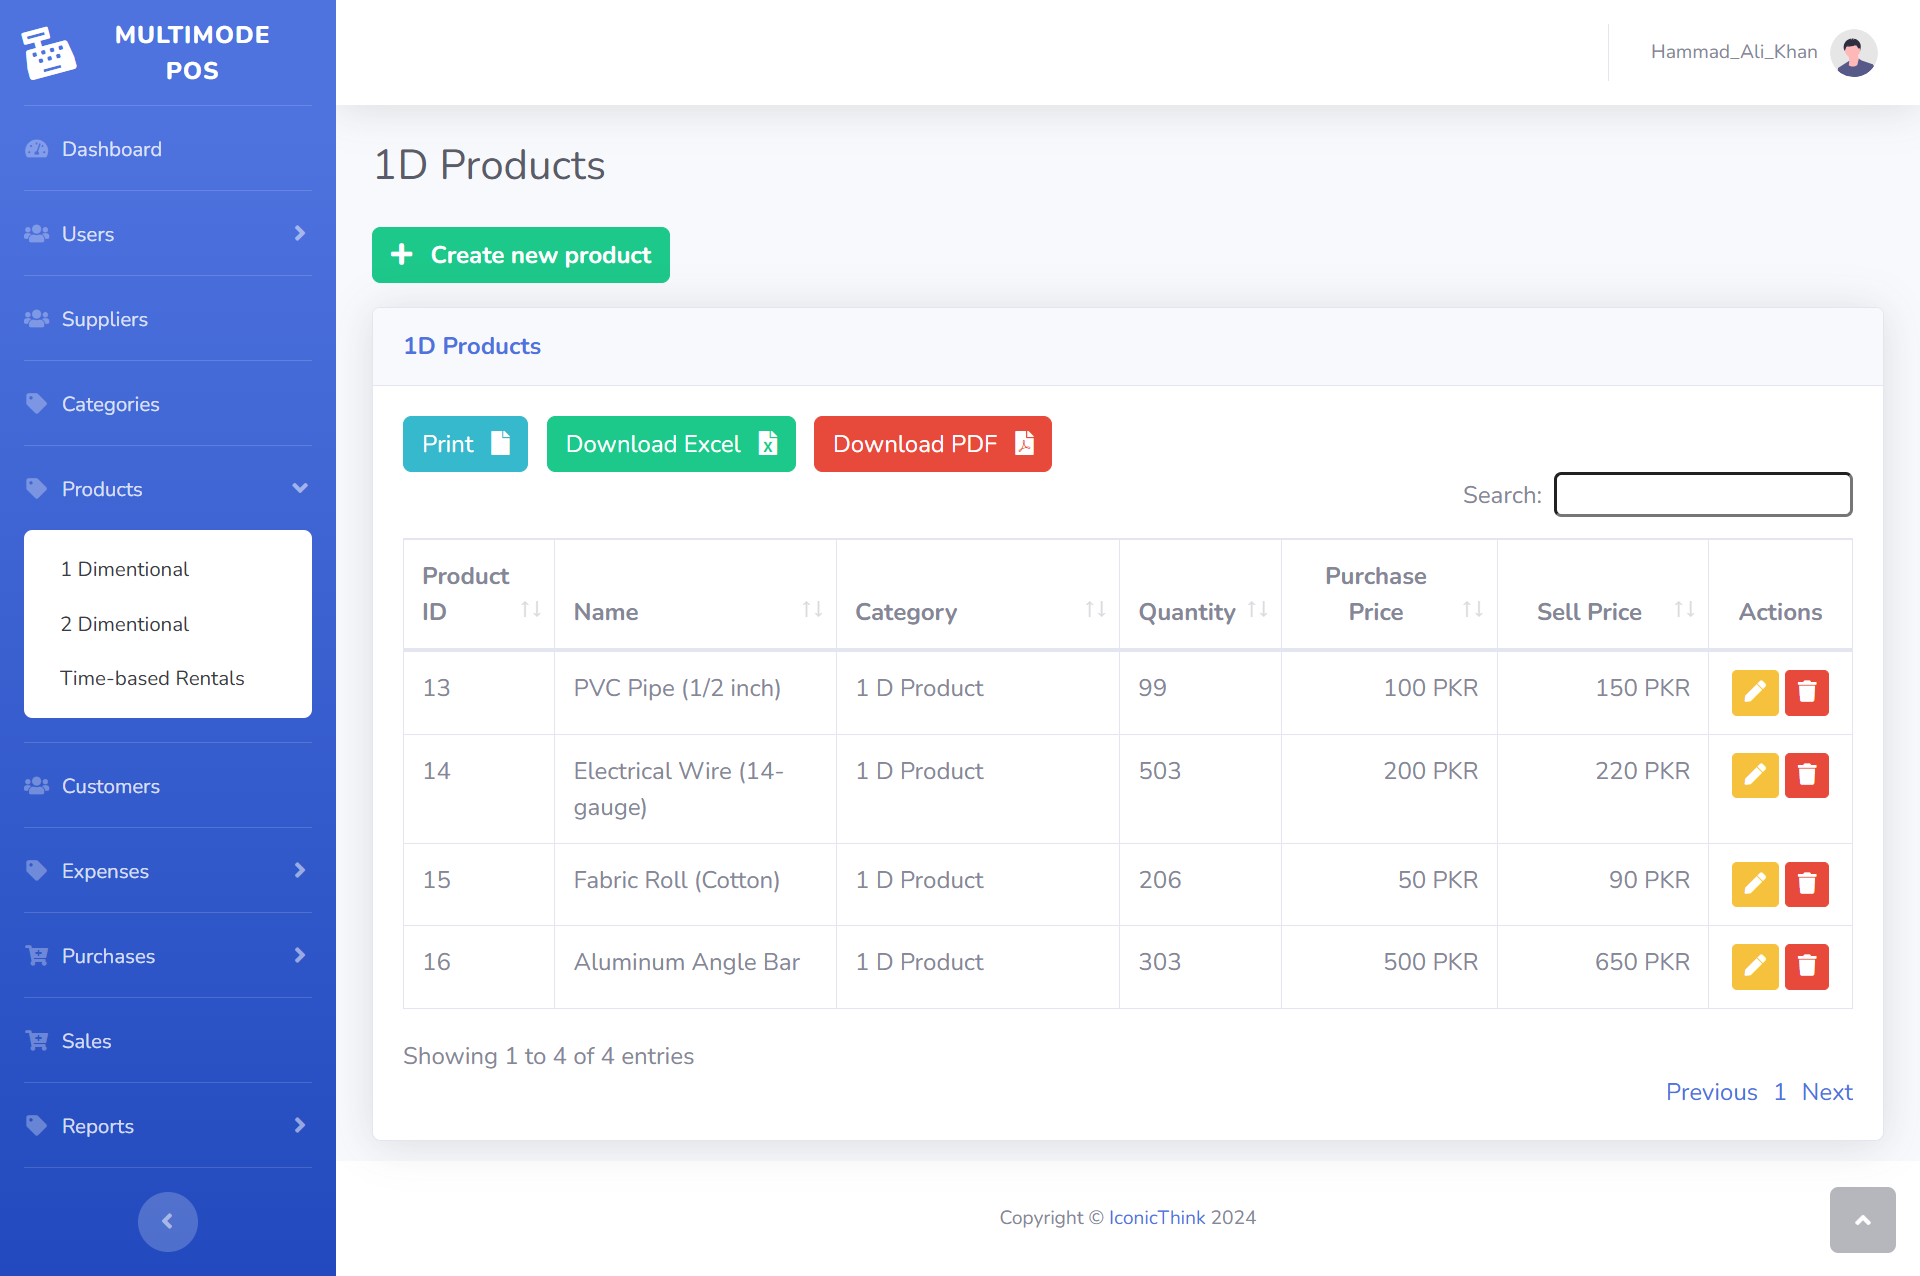 MULTIMODE
POS
Hammad_Ali_Khan
Dashboard
Users
Suppliers
Categories
Products
1 Dimentional
2 Dimentional
Time-based Rentals
Customers
Expenses
Purchases
Sales
Reports
1D Products
Create new product
1D Products
Print
Download Excel
Download PDF
Search:
Product ID Name Category Quantity Purchase Price Sell Price Actions
13 PVC Pipe (1/2 inch) 1 D Product 99 100 PKR 150 PKR
14 Electrical Wire (14-
gauge) 1 D Product 503 200 PKR 220 PKR
15 Fabric Roll (Cotton) 1 D Product 206 50 PKR 90 PKR
16 Aluminum Angle Bar 1 D Product 303 500 PKR 650 PKR
Showing 1 to 4 of 4 entries
Previous 1 Next
Copyright © IconicThink 2024